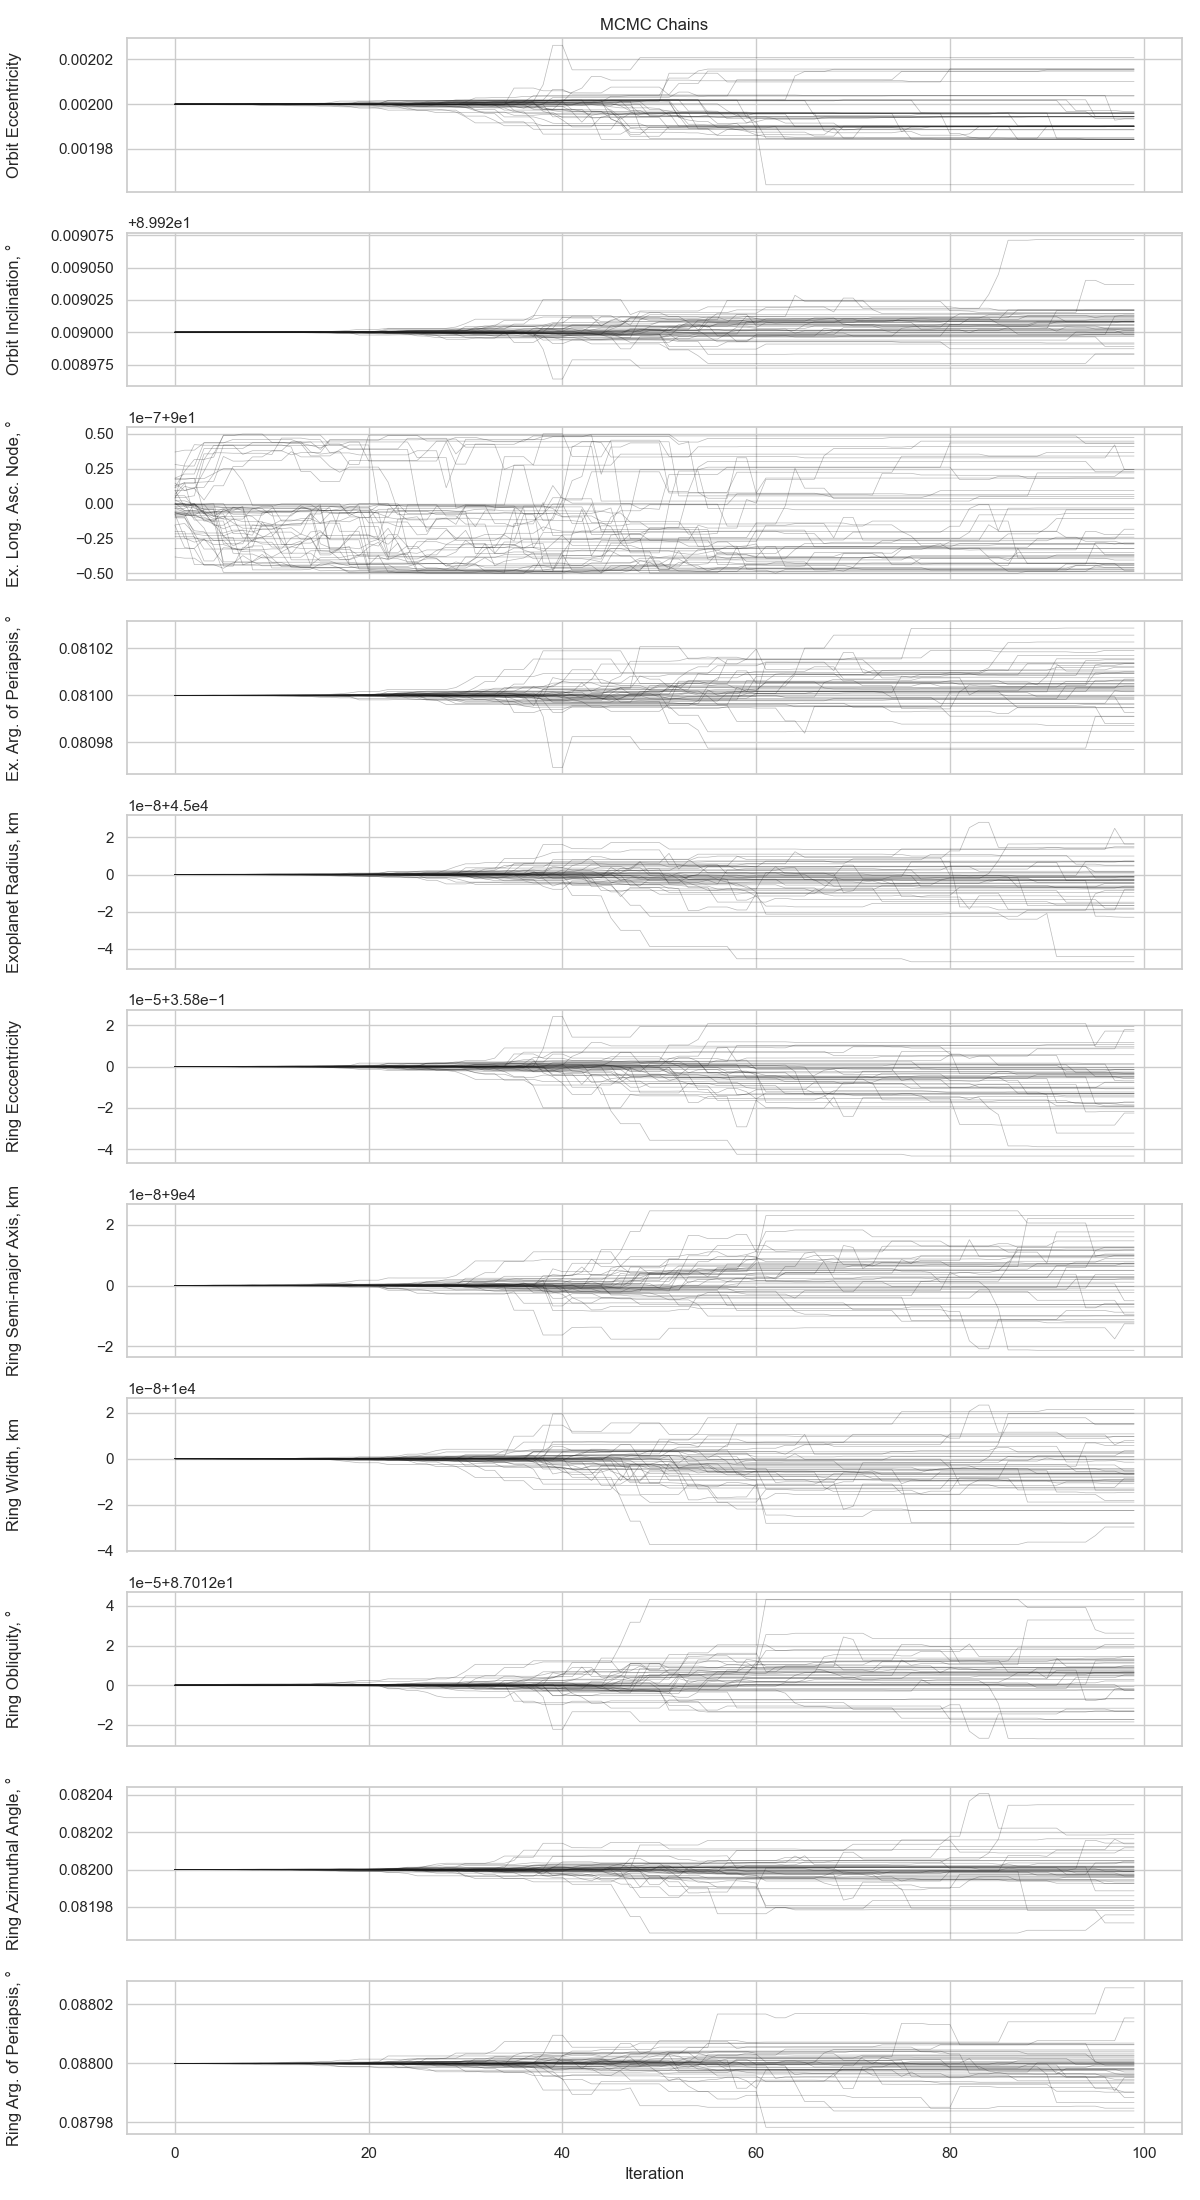 MCMC Chains
Orbit Eccentricity
0.00202
0.00200
0.00198
+8.992e1
Orbit Inclination, °
0.009075
0.009050
0.009025
0.009000
0.008975
1e−7+9e1
Ex. Long. Asc. Node, °
0.50
0.25
0.00
−0.25
−0.50
Ex. Arg. of Periapsis, °
0.08102
0.08100
0.08098
1e−8+4.5e4
Exoplanet Radius, km
2
0
−2
−4
1e−5+3.58e−1
Ring Ecccentricity
2
0
−2
−4
1e−8+9e4
Ring Semi-major Axis, km
2
0
−2
1e−8+1e4
Ring Width, km
2
0
−2
−4
1e−5+8.7012e1
Ring Obliquity, °
4
2
0
−2
Ring Azimuthal Angle, °
0.08204
0.08202
0.08200
0.08198
Ring Arg. of Periapsis, °
0.08802
0.08800
0.08798
0 20 40 60 80 100
Iteration